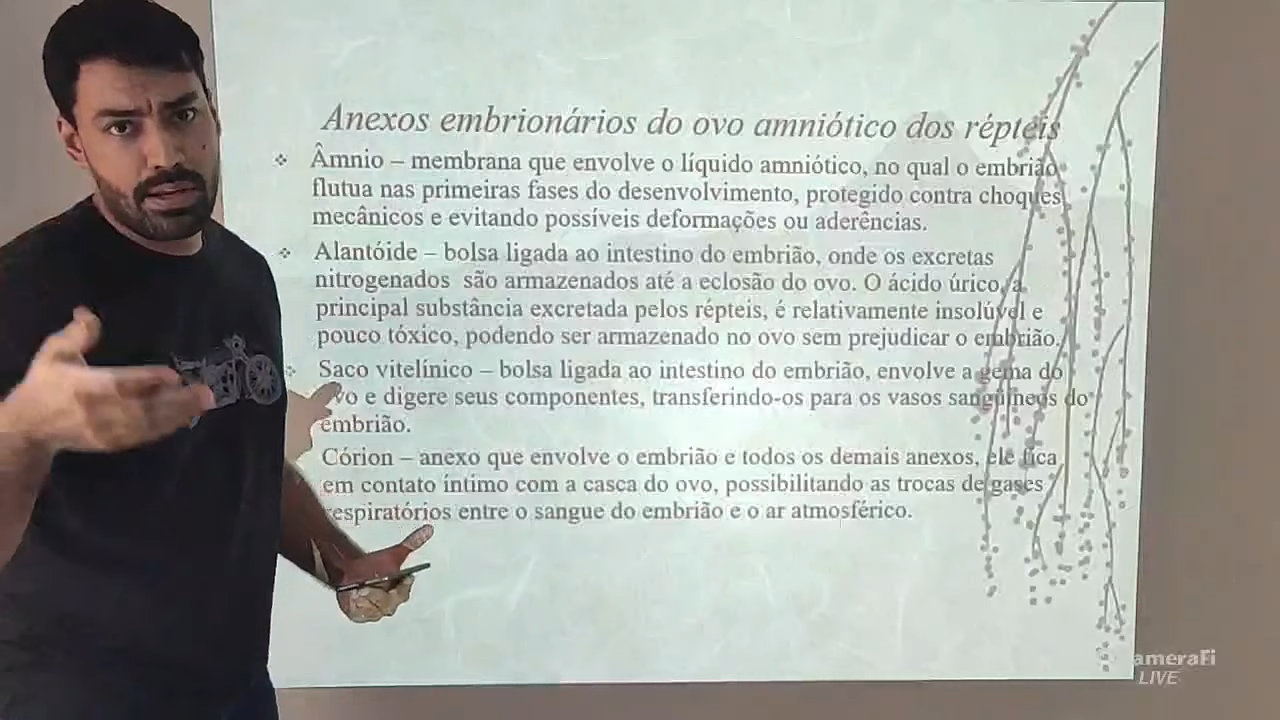 Anexos embrionários do ovo amniótico dos répteis
Âmnio – membrana que envolve o líquido amniótico, no qual o embrião
flutua nas primeiras fases do desenvolvimento, protegido contra choques
mecânicos e evitando possíveis deformações ou aderências.
Alantóide – bolsa ligada ao intestino do embrião, onde os excretas
nitrogenados são armazenados até a eclosão do ovo. O ácido úrico, a
principal substância excretada pelos répteis, é relativamente insolúvel e
pouco tóxico, podendo ser armazenado no ovo sem prejudicar o embrião.
Saco vitelínico – bolsa ligada ao intestino do embrião, envolve a gema do
vo e digere seus componentes, transferindo-os para os vasos sangüíneos do
embrião.
Córion – anexo que envolve o embrião e todos os demais anexos, ele fica
em contato íntimo com a casca do ovo, possibilitando as trocas de gases
respiratórios entre o sangue do embrião e o ar atmosférico.
ameraFi
LIVE